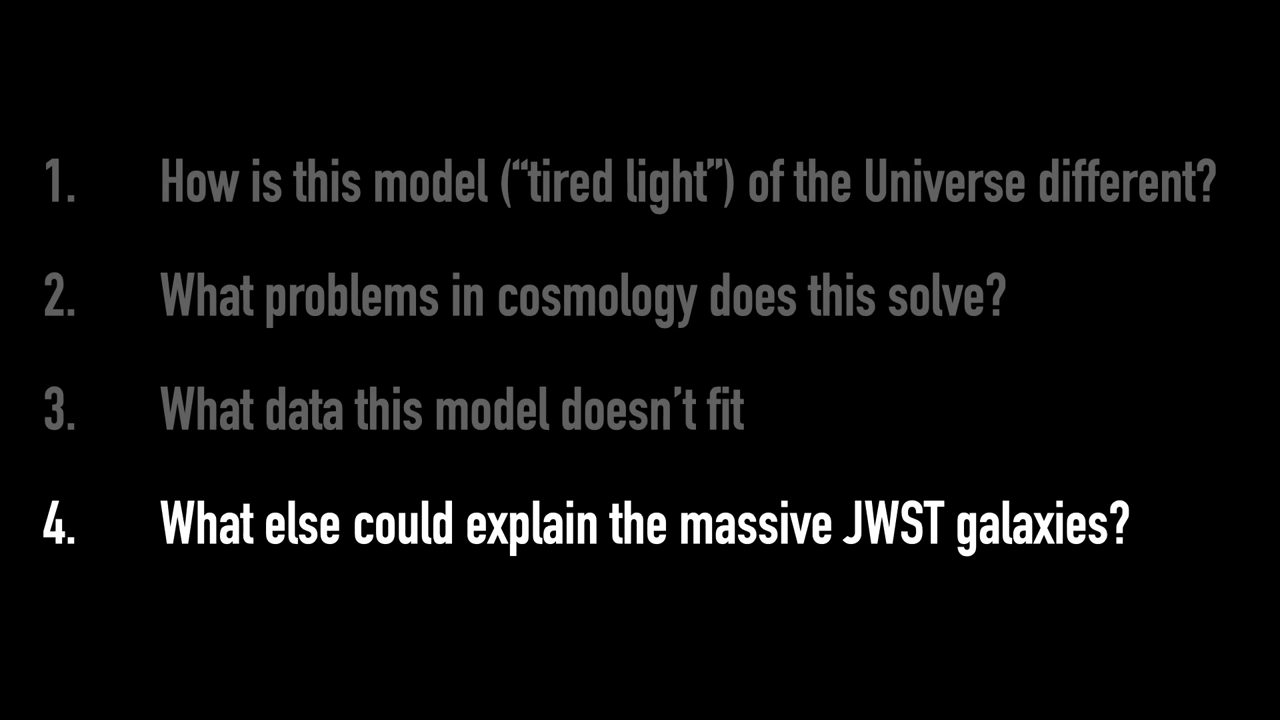 1. How is this model (“tired light”) of the Universe different?
2. What problems in cosmology does this solve?
3. What data this model doesn’t fit
4. What else could explain the massive JWST galaxies?